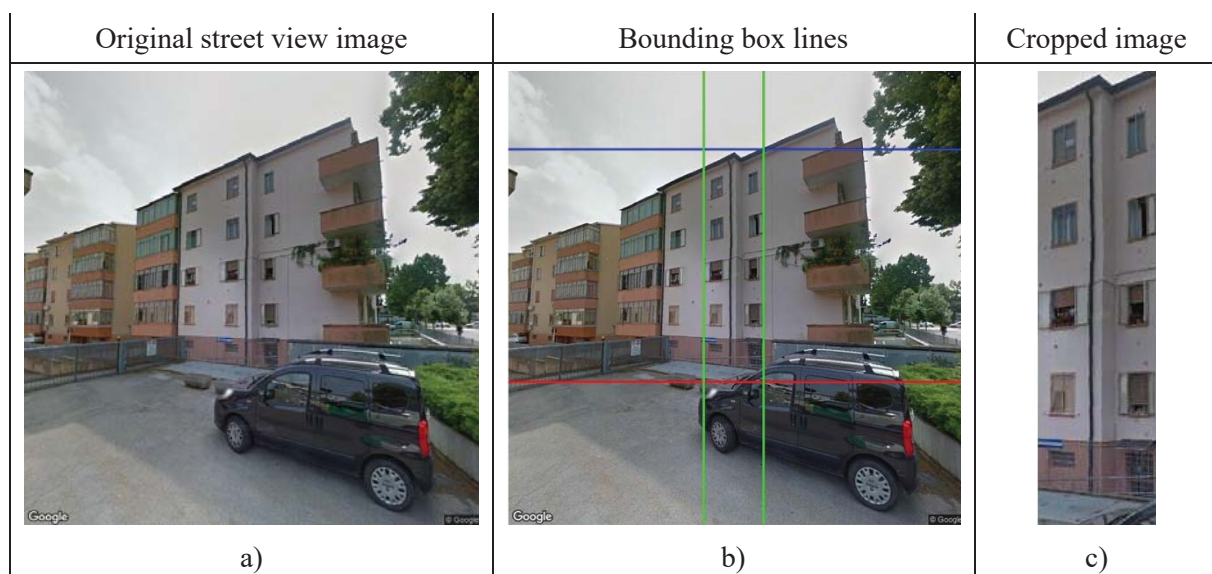 Original street view image
Bounding box lines
Cropped image
Google
© Google
Google
© Google
a)
b)
c)